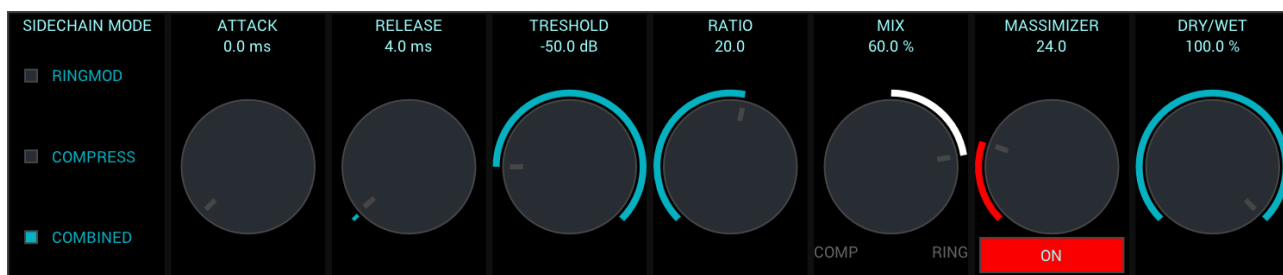 SIDECHAIN MODE
RINGMOD
COMPRESS
COMBINED
ATTACK
0.0 ms
RELEASE
4.0 ms
TRESHOLD
-50.0 dB
RATIO
20.0
MIX
60.0 %
COMP RING
MASSIMIZER
24.0
ON
DRY/WET
100.0 %